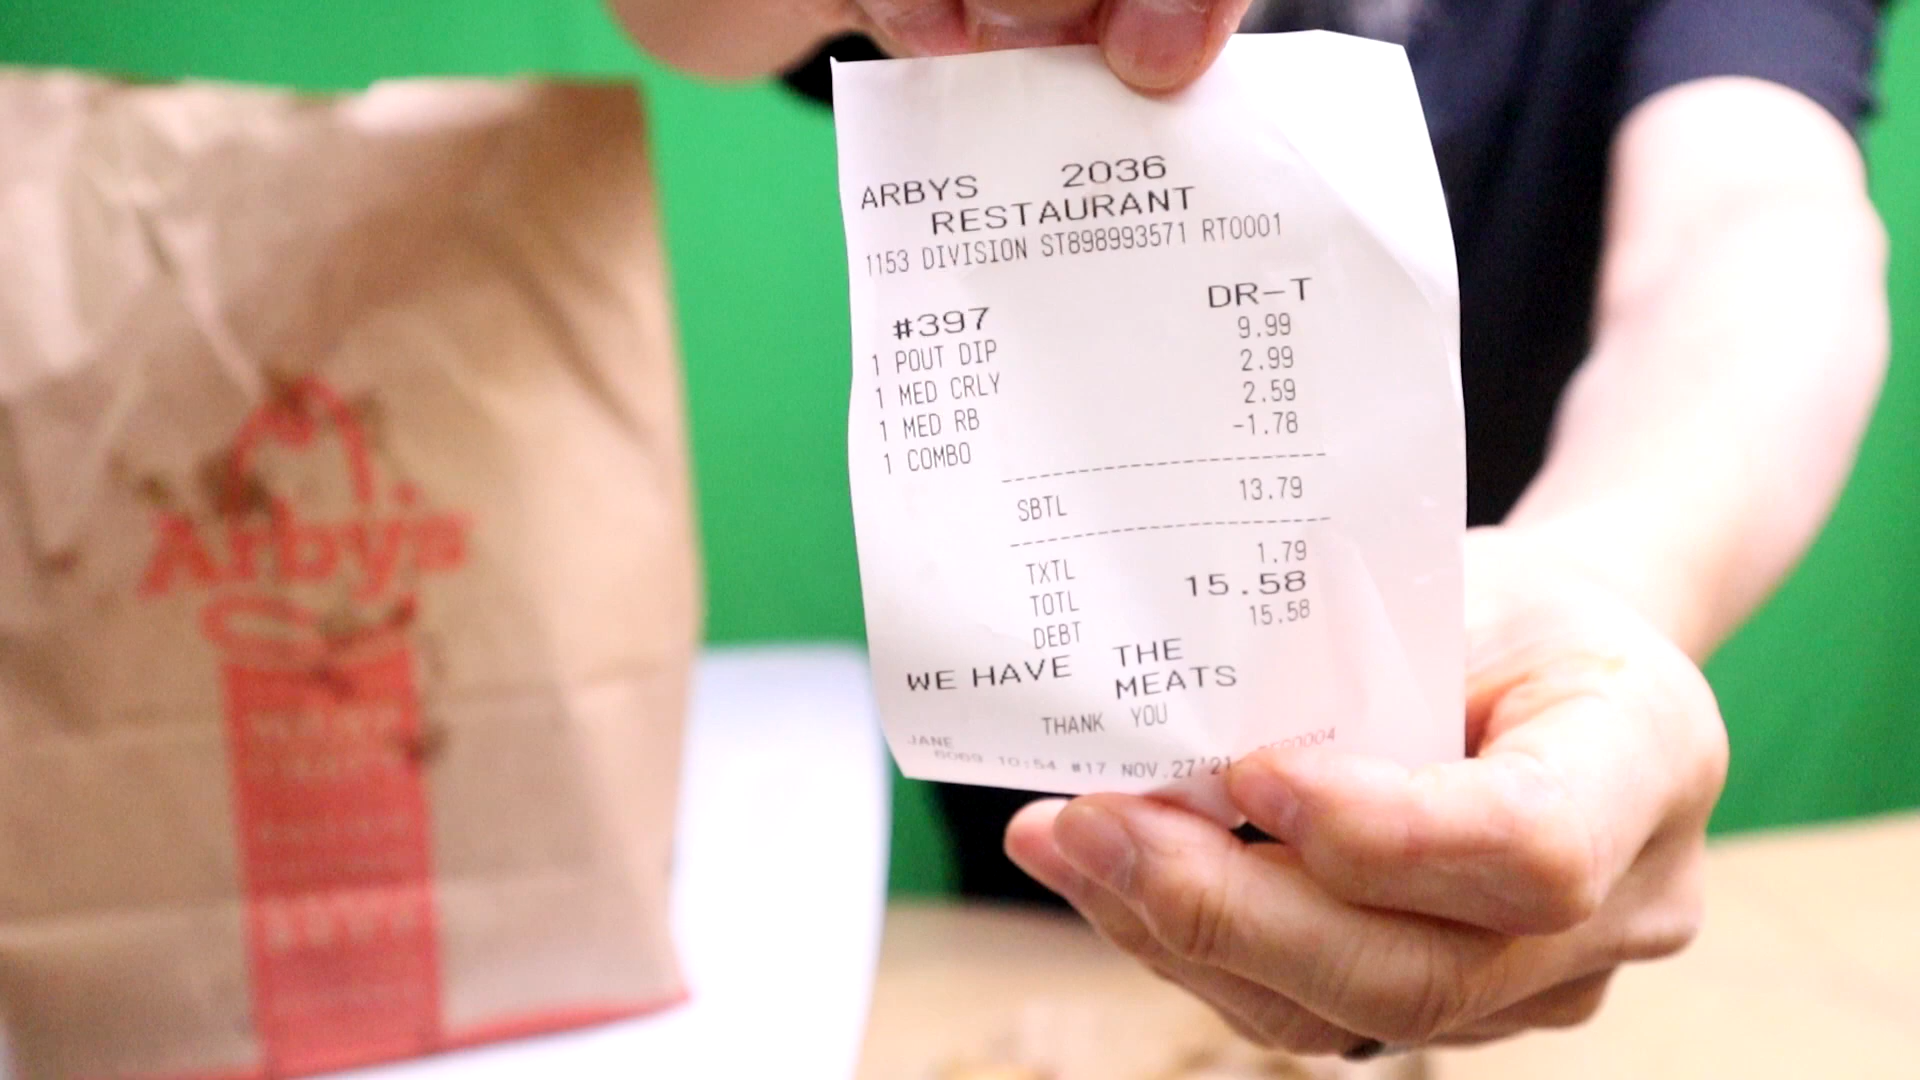 Arby's
ARBYS 2036
RESTAURANT
1153 DIVISION ST898993571 RT0001
#397 DR-T
1 POUT DIP 9.99
1 MED CRLY 2.99
1 MED RB 2.59
1 COMBO -1.78
SBTL 13.79
TXTL 1.79
TOTL 15.58
DEBT 15.58
WE HAVE THE
MEATS
THANK YOU
JANE
6069 10:54 #17 NOV.27'21 REG0004